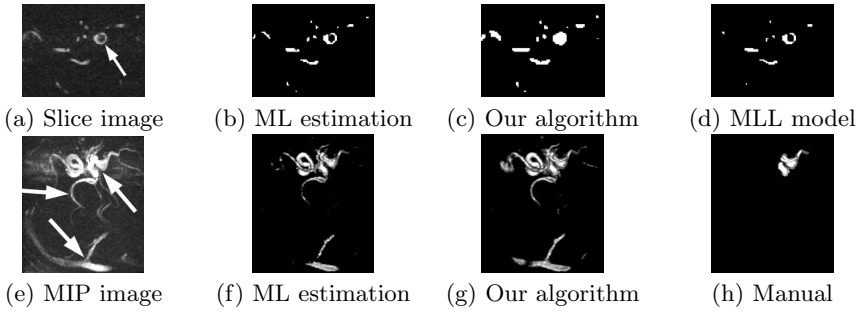 (a) Slice image (b) ML estimation (c) Our algorithm (d) MLL model
(e) MIP image (f) ML estimation (g) Our algorithm (h) Manual